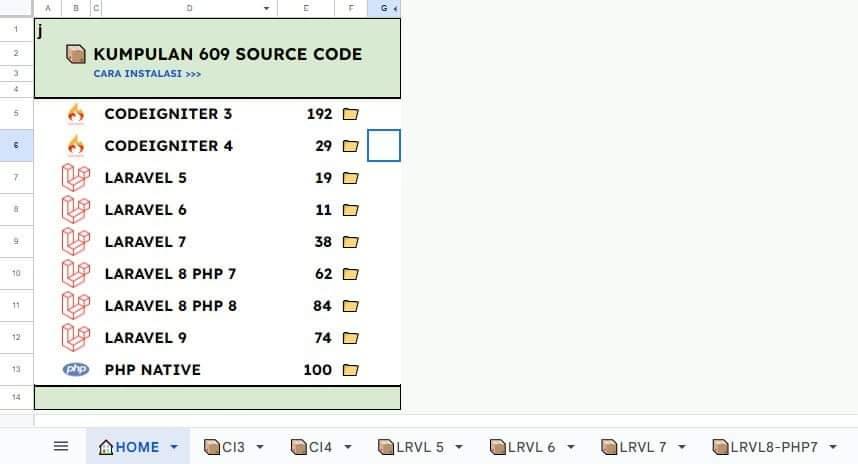 A B C D E F G
1 j
2 KUMPULAN 609 SOURCE CODE
3 CARA INSTALASI >>>
4
5 CODEIGNITER 3 192
6 CODEIGNITER 4 29
7 LARAVEL 5 19
8 LARAVEL 6 11
9 LARAVEL 7 38
10 LARAVEL 8 PHP 7 62
11 LARAVEL 8 PHP 8 84
12 LARAVEL 9 74
13 php PHP NATIVE 100
14
HOME CI3 CI4 LRVL 5 LRVL 6 LRVL 7 LRVL8-PHP7